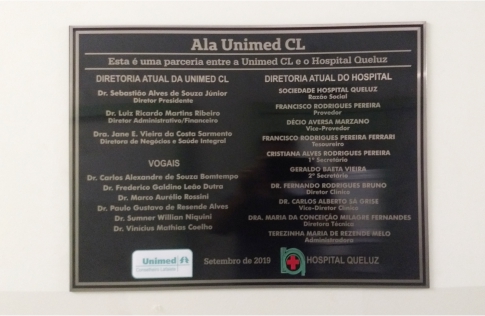 Ala Unimed CL
Esta é uma parceria entre a Unimed CL e o Hospital Queluz
DIRETORIA ATUAL DA UNIMED CL
Dr. Sebastião Alves de Souza Júnior
Diretor Presidente
Dr. Luiz Ricardo Martins Ribeiro
Diretor Administrativo/Financeiro
Dra. Jane E. Vieira da Costa Sarmento
Diretora de Negócios e Saúde Integral
VOGAIS
Dr. Carlos Alexandre de Souza Bomtempo
Dr. Frederico Galdino Leão Dutra
Dr. Marco Aurélio Rossini
Dr. Paulo Gustavo de Resende Alves
Dr. Sumner Willian Niquini
Dr. Vinícius Mathias Coelho
DIRETORIA ATUAL DO HOSPITAL
SOCIEDADE HOSPITAL QUELUZ
Razão Social
FRANCISCO RODRIGUES PEREIRA
Provedor
DÉCIO AVERSA MARZANO
Vice-Provedor
FRANCISCO RODRIGUES PEREIRA FERRARI
Tesoureiro
CRISTIANA ALVES RODRIGUES PEREIRA
1ª Secretária
GERALDO BAETA VIEIRA
2ª Secretária
DR. FERNANDO RODRIGUES BRUNO
Diretor Clínico
DR. CARLOS ALBERTO SÁ GRISE
Vice-Diretor Clínico
DRA. MARIA DA CONCEIÇÃO MILAGRE FERNANDES
Diretora Técnica
TEREZINHA MARIA DE REZENDE MELO
Administradora
Unimed
Setembro de 2019
HOSPITAL QUELUZ